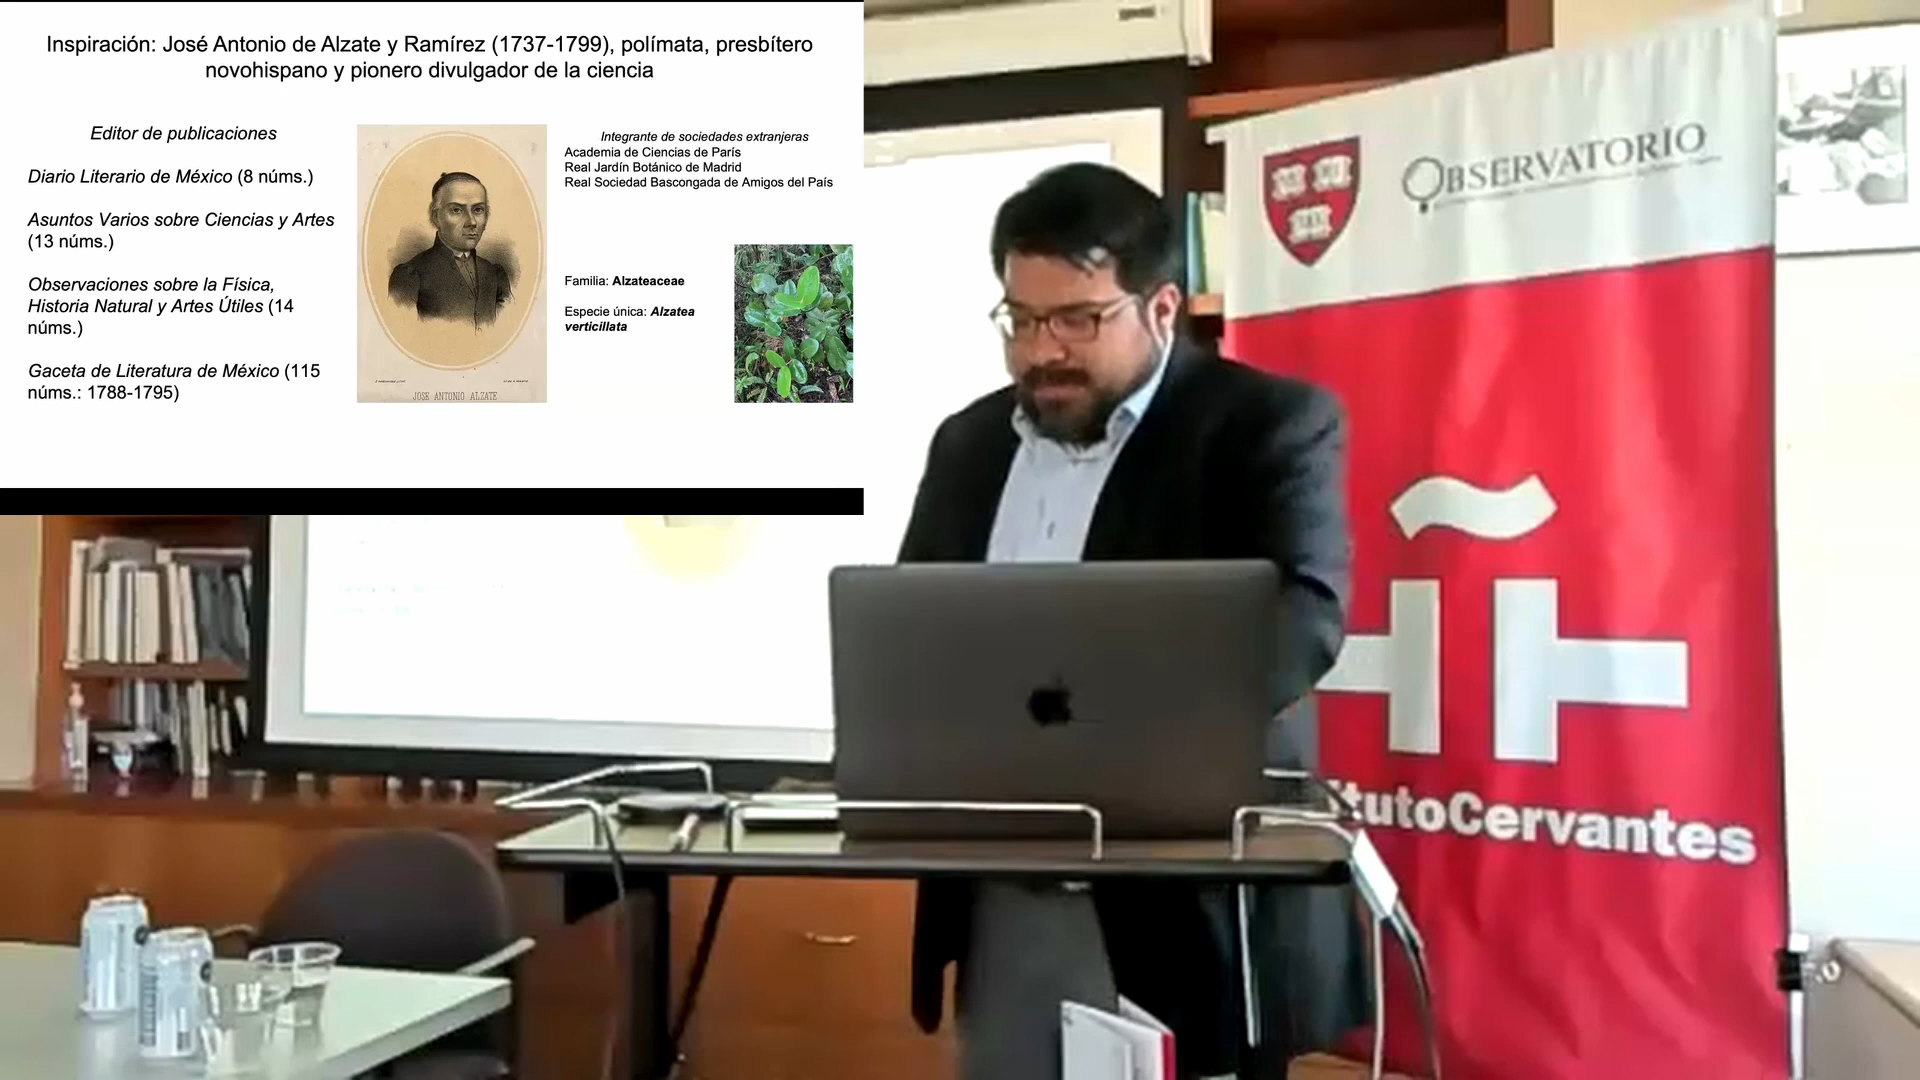 Inspiración: José Antonio de Alzate y Ramírez (1737-1799), polímata, presbítero
novohispano y pionero divulgador de la ciencia
Editor de publicaciones
Diario Literario de México (8 núms.)
Asuntos Varios sobre Ciencias y Artes
(13 núms.)
Observaciones sobre la Física,
Historia Natural y Artes Útiles (14
núms.)
Gaceta de Literatura de México (115
núms.: 1788-1795)
JOSE ANTONIO ALZATE
Integrante de sociedades extranjeras
Academia de Ciencias de París
Real Jardín Botánico de Madrid
Real Sociedad Bascongada de Amigos del País
Familia: Alzateaceae
Especie única: Alzatea
verticillata
OBSERVATORIO
tutoCervantes